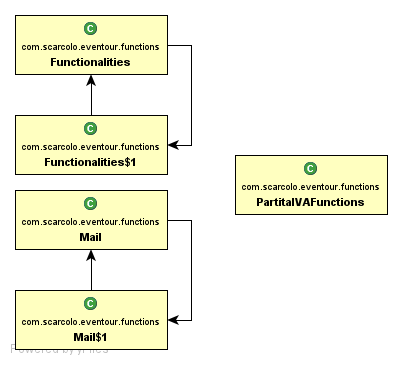 C
com.scarcolo.eventour.functions
Functionalities
C
com.scarcolo.eventour.functions
Functionalities$1
C
com.scarcolo.eventour.functions
PartitaIVAFunctions
C
com.scarcolo.eventour.functions
Mail
C
com.scarcolo.eventour.functions
Mail$1
Powered by yFiles